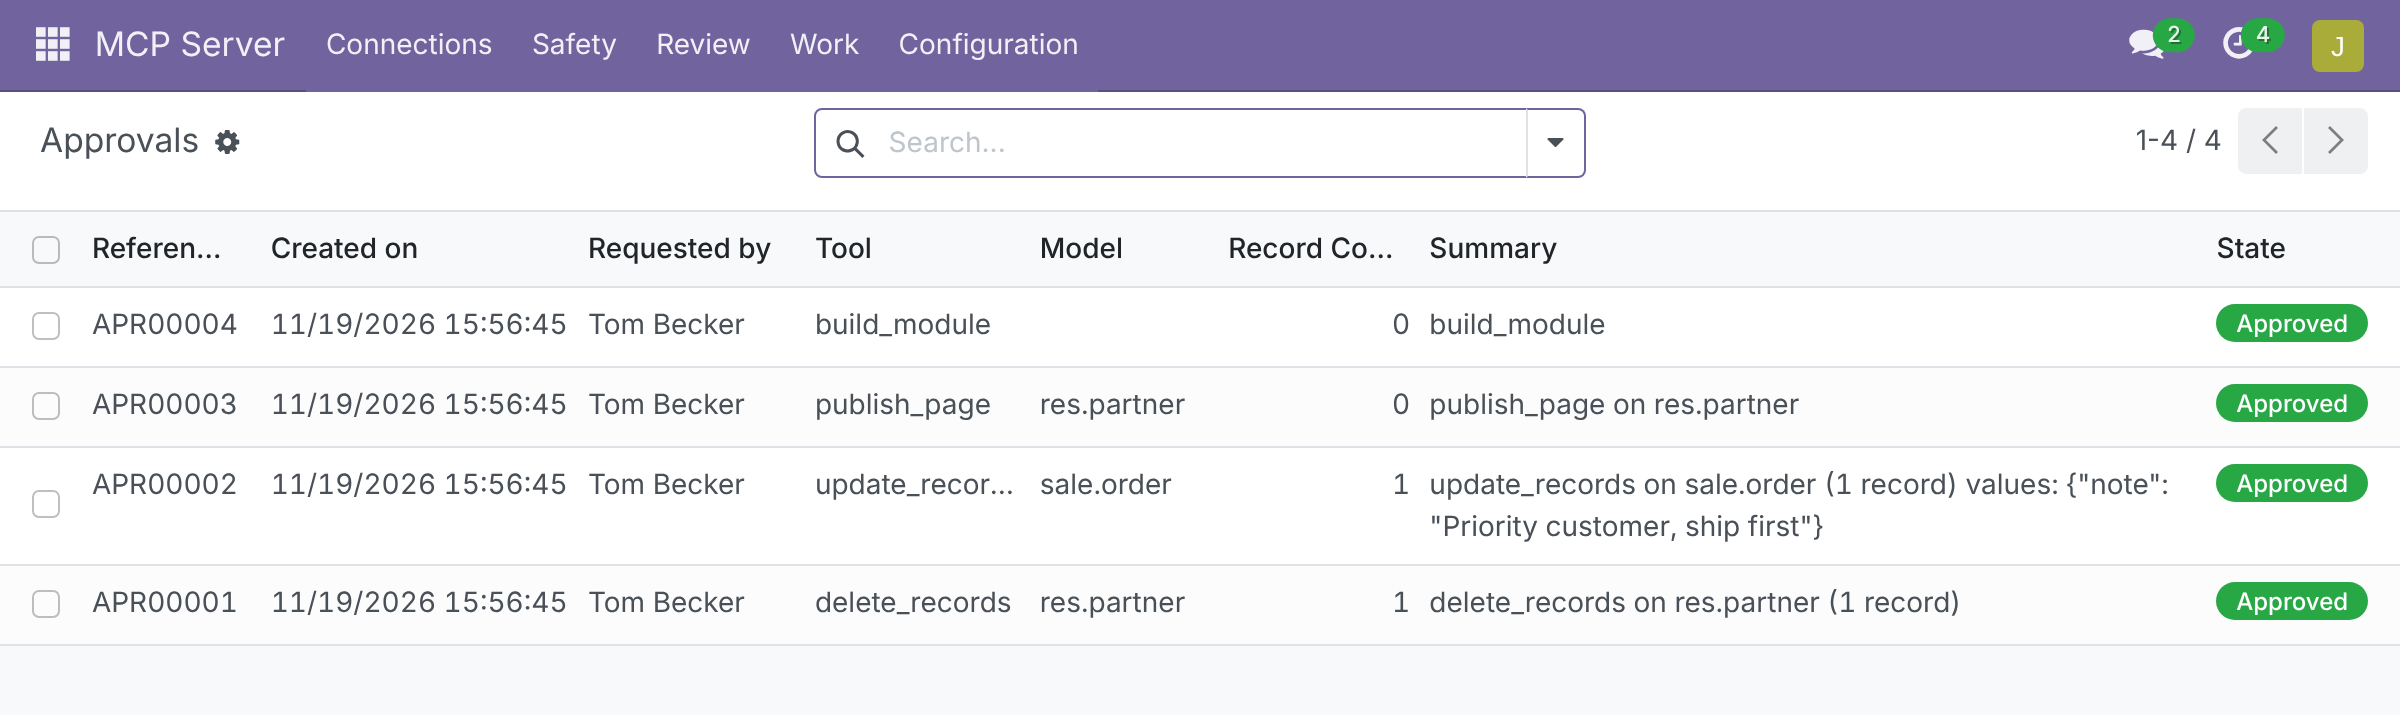 MCP Server Connections Safety Review Work Configuration 2 4 J
Approvals Search... 1-4 / 4
Referen... Created on Requested by Tool Model Record Co... Summary State
APR00004 11/19/2026 15:56:45 Tom Becker build_module 0 build_module Approved
APR00003 11/19/2026 15:56:45 Tom Becker publish_page res.partner 0 publish_page on res.partner Approved
APR00002 11/19/2026 15:56:45 Tom Becker update_recor... sale.order 1 update_records on sale.order (1 record) values: {"note": Approved
"Priority customer, ship first"}
APR00001 11/19/2026 15:56:45 Tom Becker delete_records res.partner 1 delete_records on res.partner (1 record) Approved